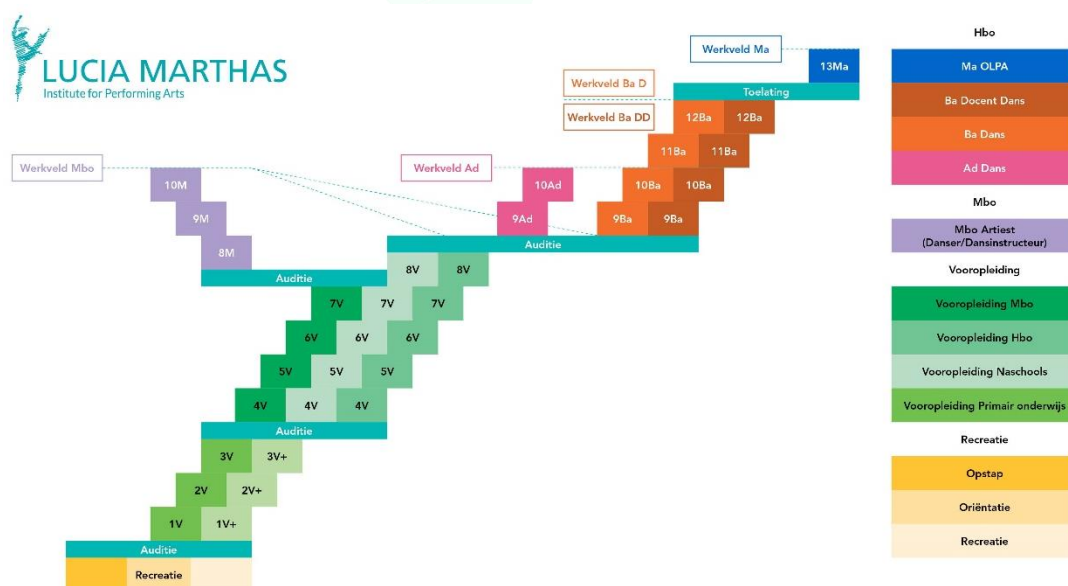 LUCIA MARTHAS
Institute for Performing Arts
Werkveld Ma
13Ma
Toelating
Werkveld Ba D
Werkveld Ba DD
12Ba 12Ba
11Ba 11Ba
Werkveld Mbo
Werkveld Ad
10M
10Ad
10Ba 10Ba
9M
9Ad
9Ba 9Ba
8M
Auditie
Auditie
8V 8V
7V 7V 7V
6V 6V 6V
5V 5V 5V
4V 4V 4V
Auditie
3V 3V+
2V 2V+
1V 1V+
Auditie
Recreatie
Hbo
Ma OLPA
Ba Docent Dans
Ba Dans
Ad Dans
Mbo
Mbo Artiest
(Danser/Dansinstructeur)
Vooropleiding
Vooropleiding Mbo
Vooropleiding Hbo
Vooropleiding Naschools
Vooropleiding Primair onderwijs
Recreatie
Opstap
Oriëntatie
Recreatie